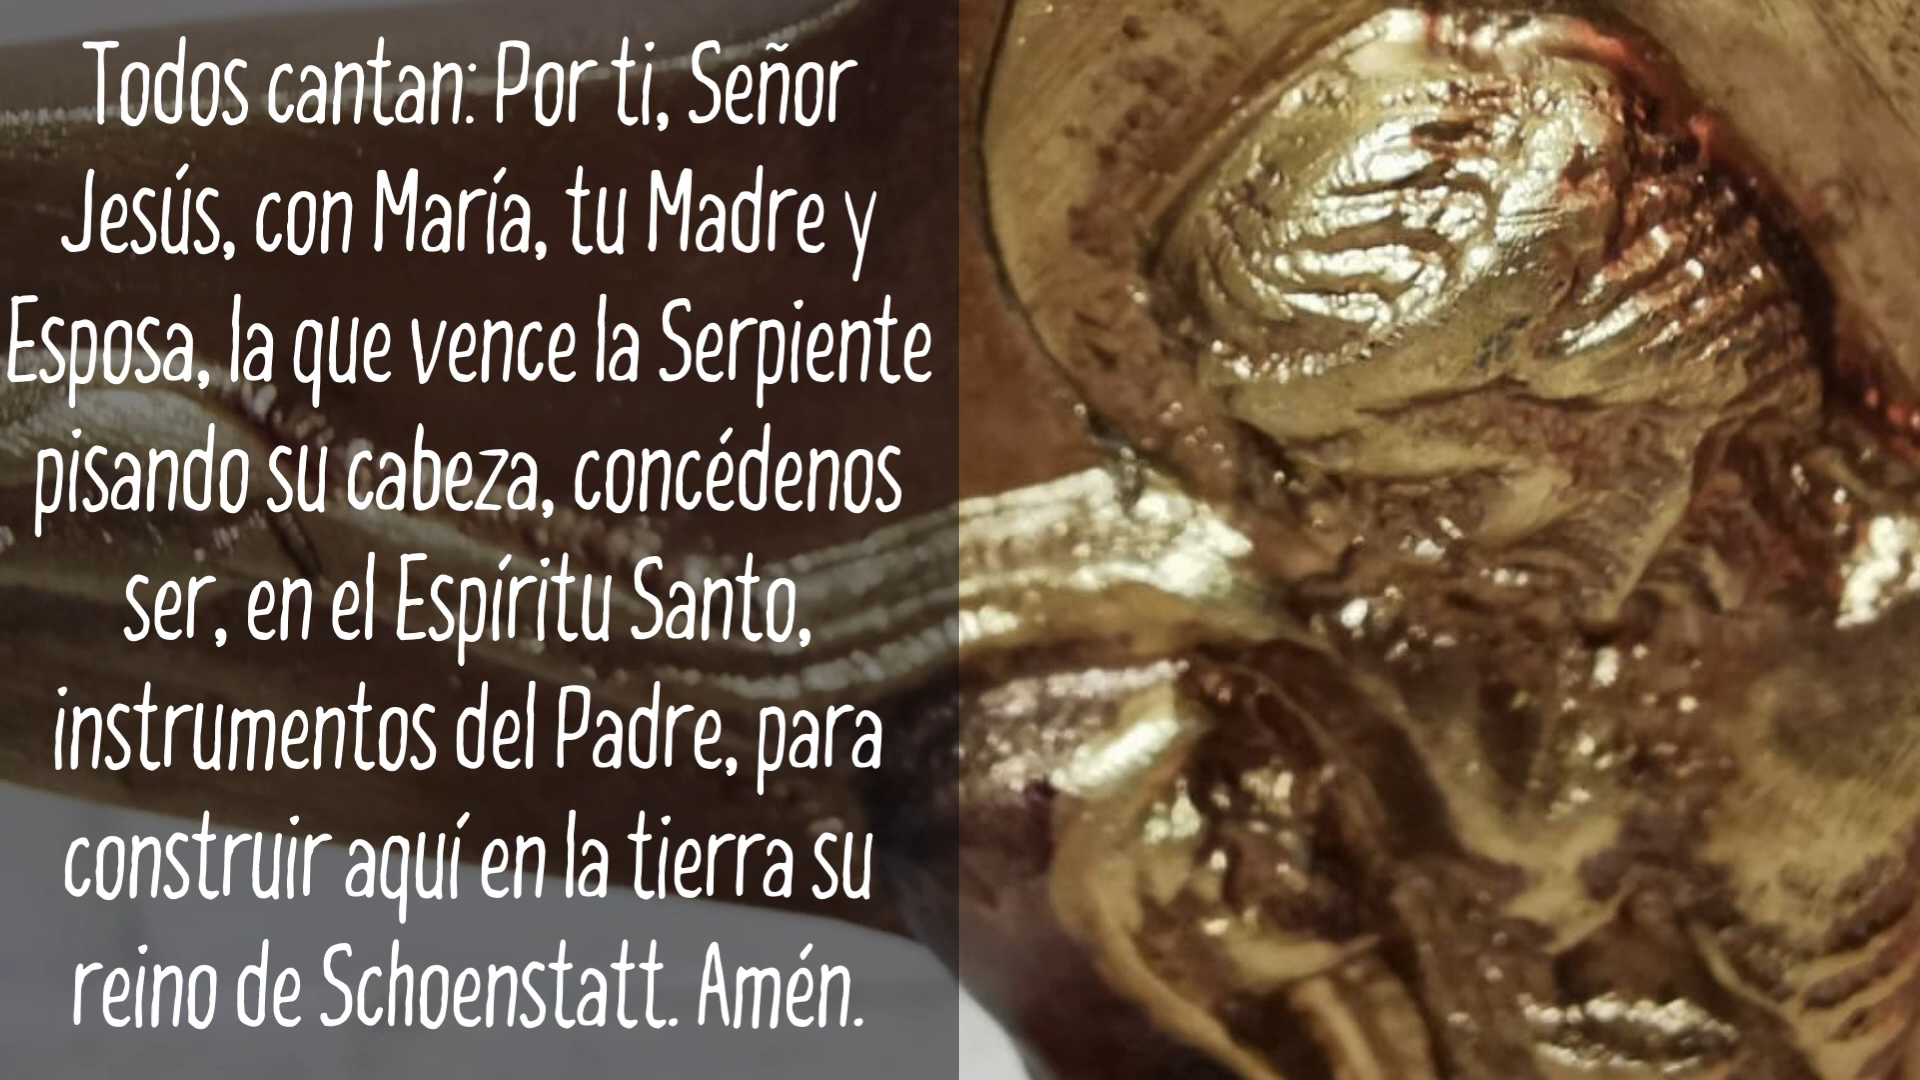 Todos cantan: Por ti, Señor
Jesús, con María, tu Madre y
Esposa, la que vence la Serpiente
pisando su cabeza, concédenos
ser, en el Espíritu Santo,
instrumentos del Padre, para
construir aquí en la tierra su
reino de Schoenstatt. Amén.